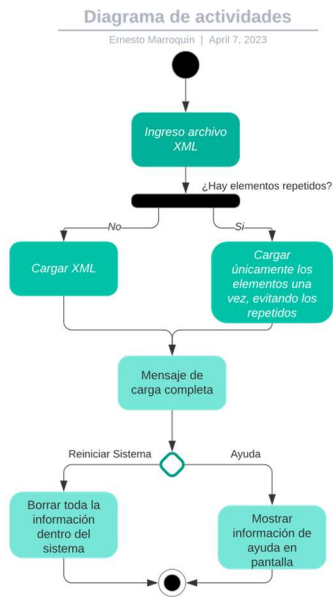 Diagrama de actividades
Ernesto Marroquín | April 7, 2023
Ingreso archivo
XML
¿Hay elementos repetidos?
No
Si
Cargar XML
Cargar
únicamente los
elementos una
vez, evitando los
repetidos
Mensaje de
carga completa
Reiniciar Sistema
Ayuda
Borrar toda la
información
dentro del
sistema
Mostrar
información de
ayuda en
pantalla